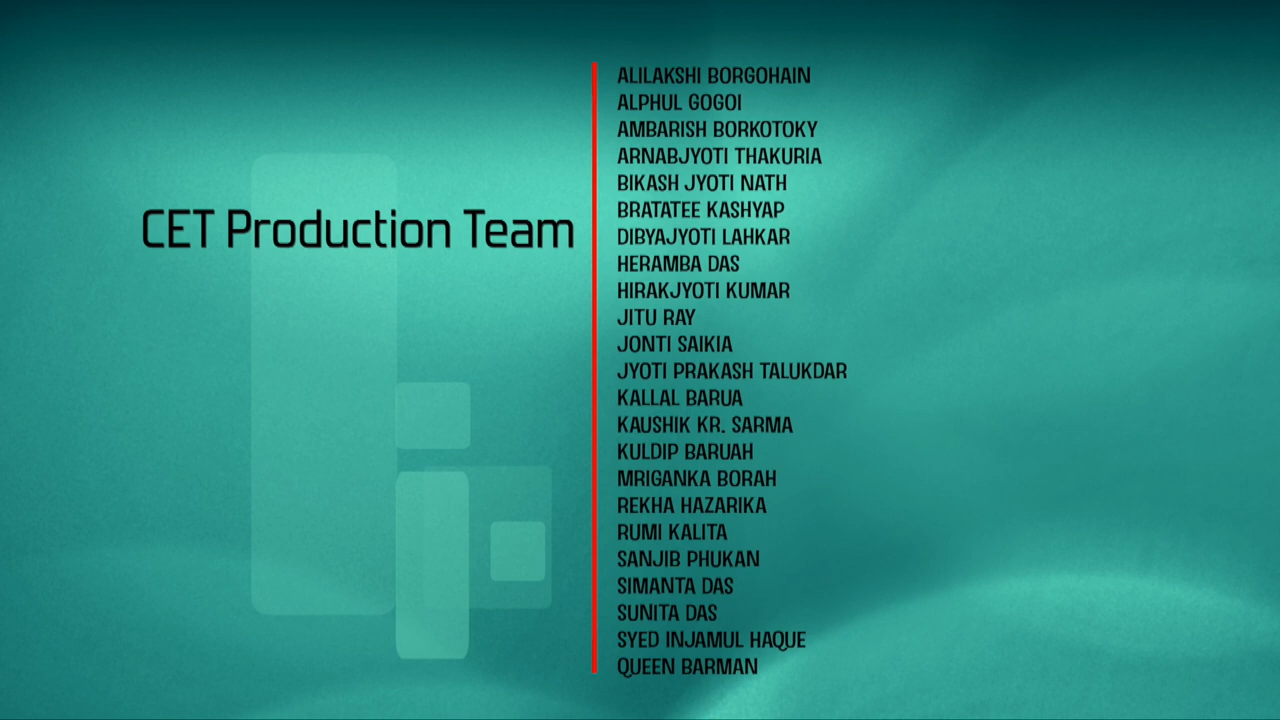 CET Production Team
ALILAKSHI BORGOHAIN
ALPHUL GOGOI
AMBARISH BORKOTOKY
ARNABJYOTI THAKURIA
BIKASH JYOTI NATH
BRATATEE KASHYAP
DIBYAJYOTI LAHKAR
HERAMBA DAS
HIRAKJYOTI KUMAR
JITU RAY
JONTI SAIKIA
JYOTI PRAKASH TALUKDAR
KALLAL BARUA
KAUSHIK KR. SARMA
KULDIP BARUAH
MRIGANKA BORAH
REKHA HAZARIKA
RUMI KALITA
SANJIB PHUKAN
SIMANTA DAS
SUNITA DAS
SYED INJAMUL HAQUE
QUEEN BARMAN